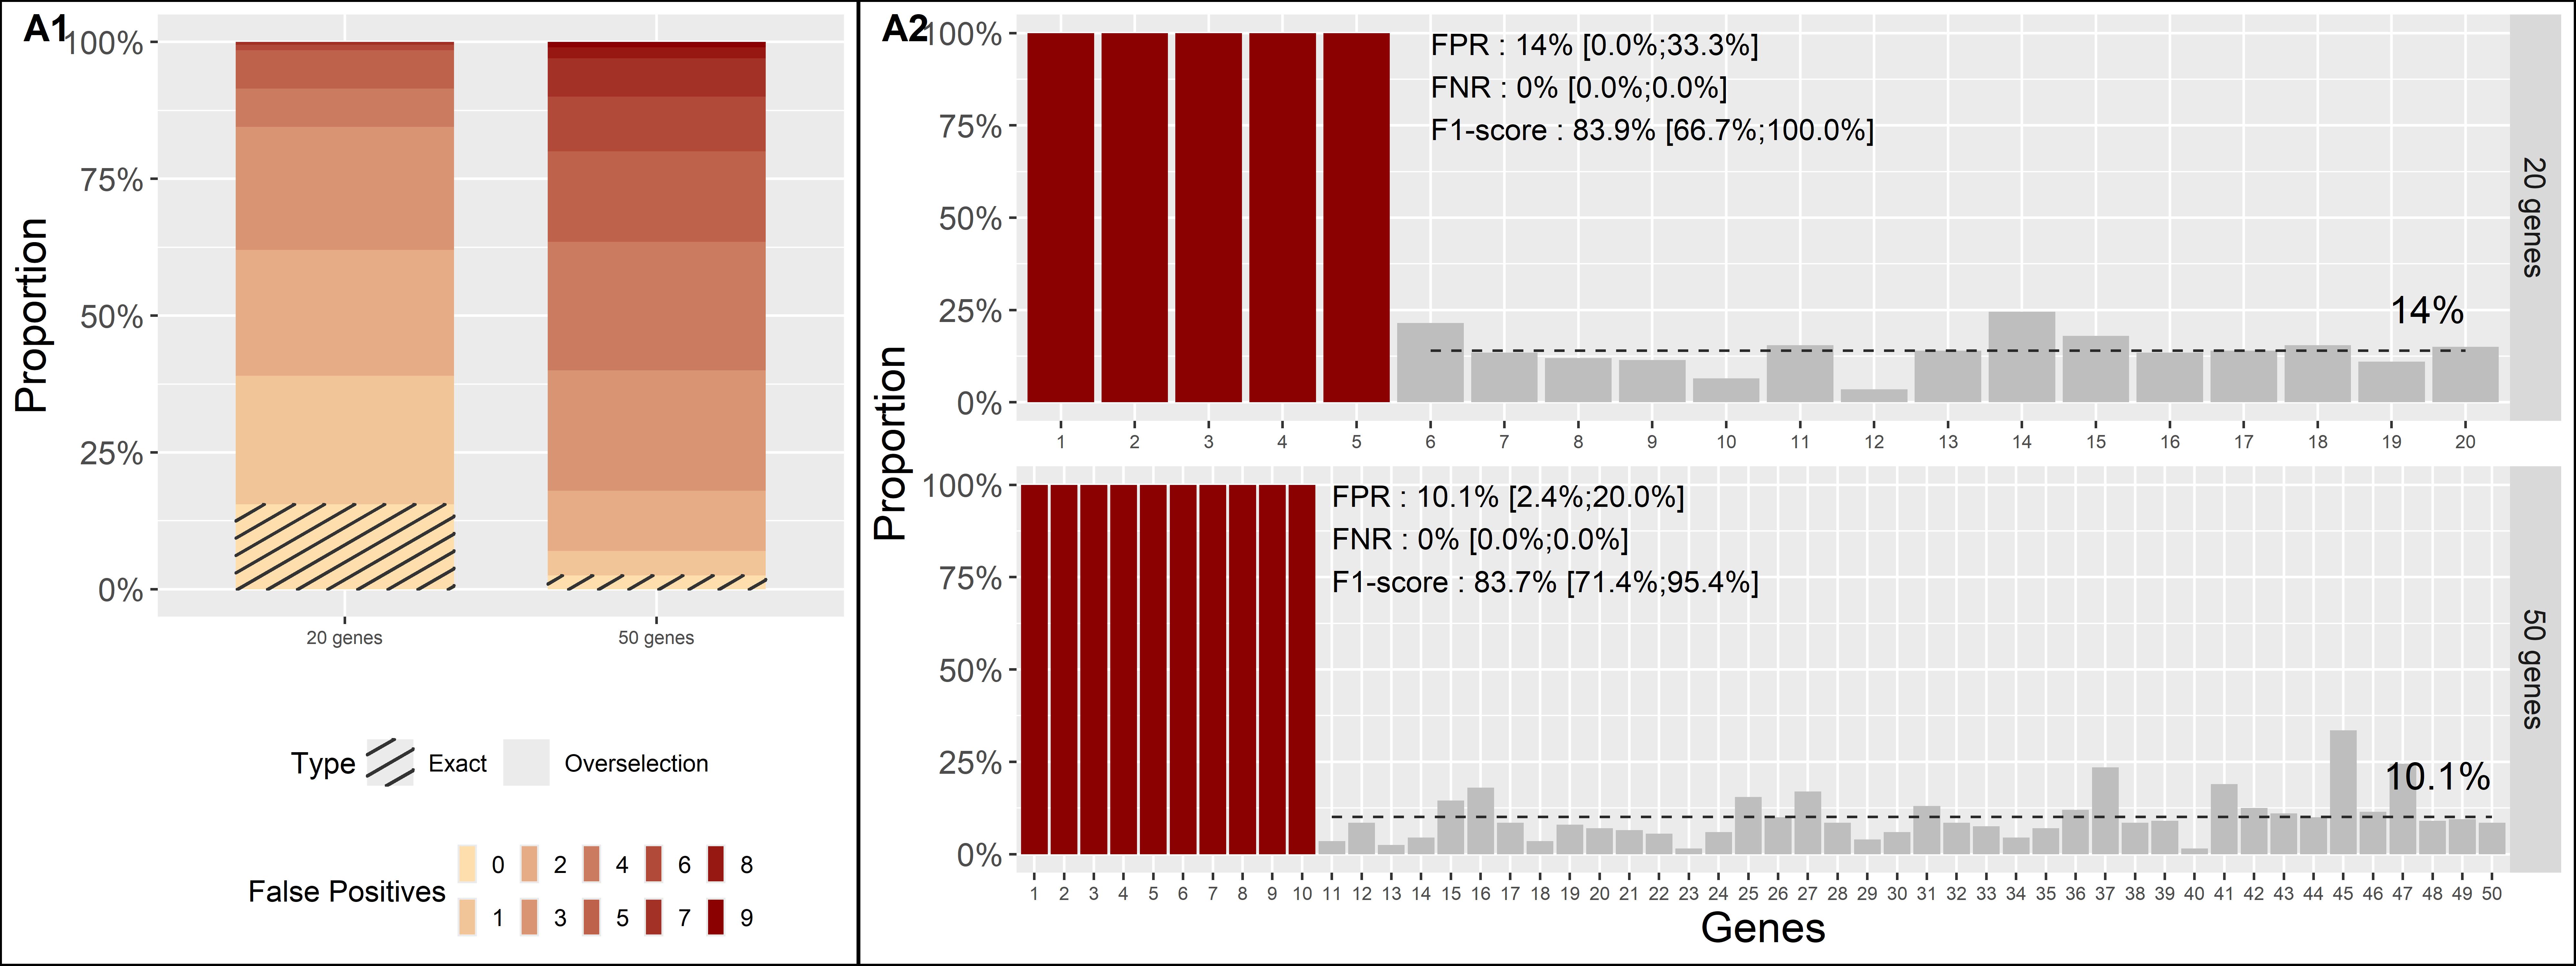 A1
100%
75%
50%
25%
0%
Proportion
20 genes 50 genes
Type Exact Overselection
False Positives
0 2 4 6 8
1 3 5 7 9
A2
100%
75%
50%
25%
0%
FPR : 14% [0.0%;33.3%]
FNR : 0% [0.0%;0.0%]
F1-score : 83.9% [66.7%;100.0%]
14%
20 genes
1 2 3 4 5 6 7 8 9 10 11 12 13 14 15 16 17 18 19 20
Proportion
100%
75%
50%
25%
0%
FPR : 10.1% [2.4%;20.0%]
FNR : 0% [0.0%;0.0%]
F1-score : 83.7% [71.4%;95.4%]
10.1%
50 genes
1 2 3 4 5 6 7 8 9 10 11 12 13 14 15 16 17 18 19 20 21 22 23 24 25 26 27 28 29 30 31 32 33 34 35 36 37 38 39 40 41 42 43 44 45 46 47 48 49 50
Genes